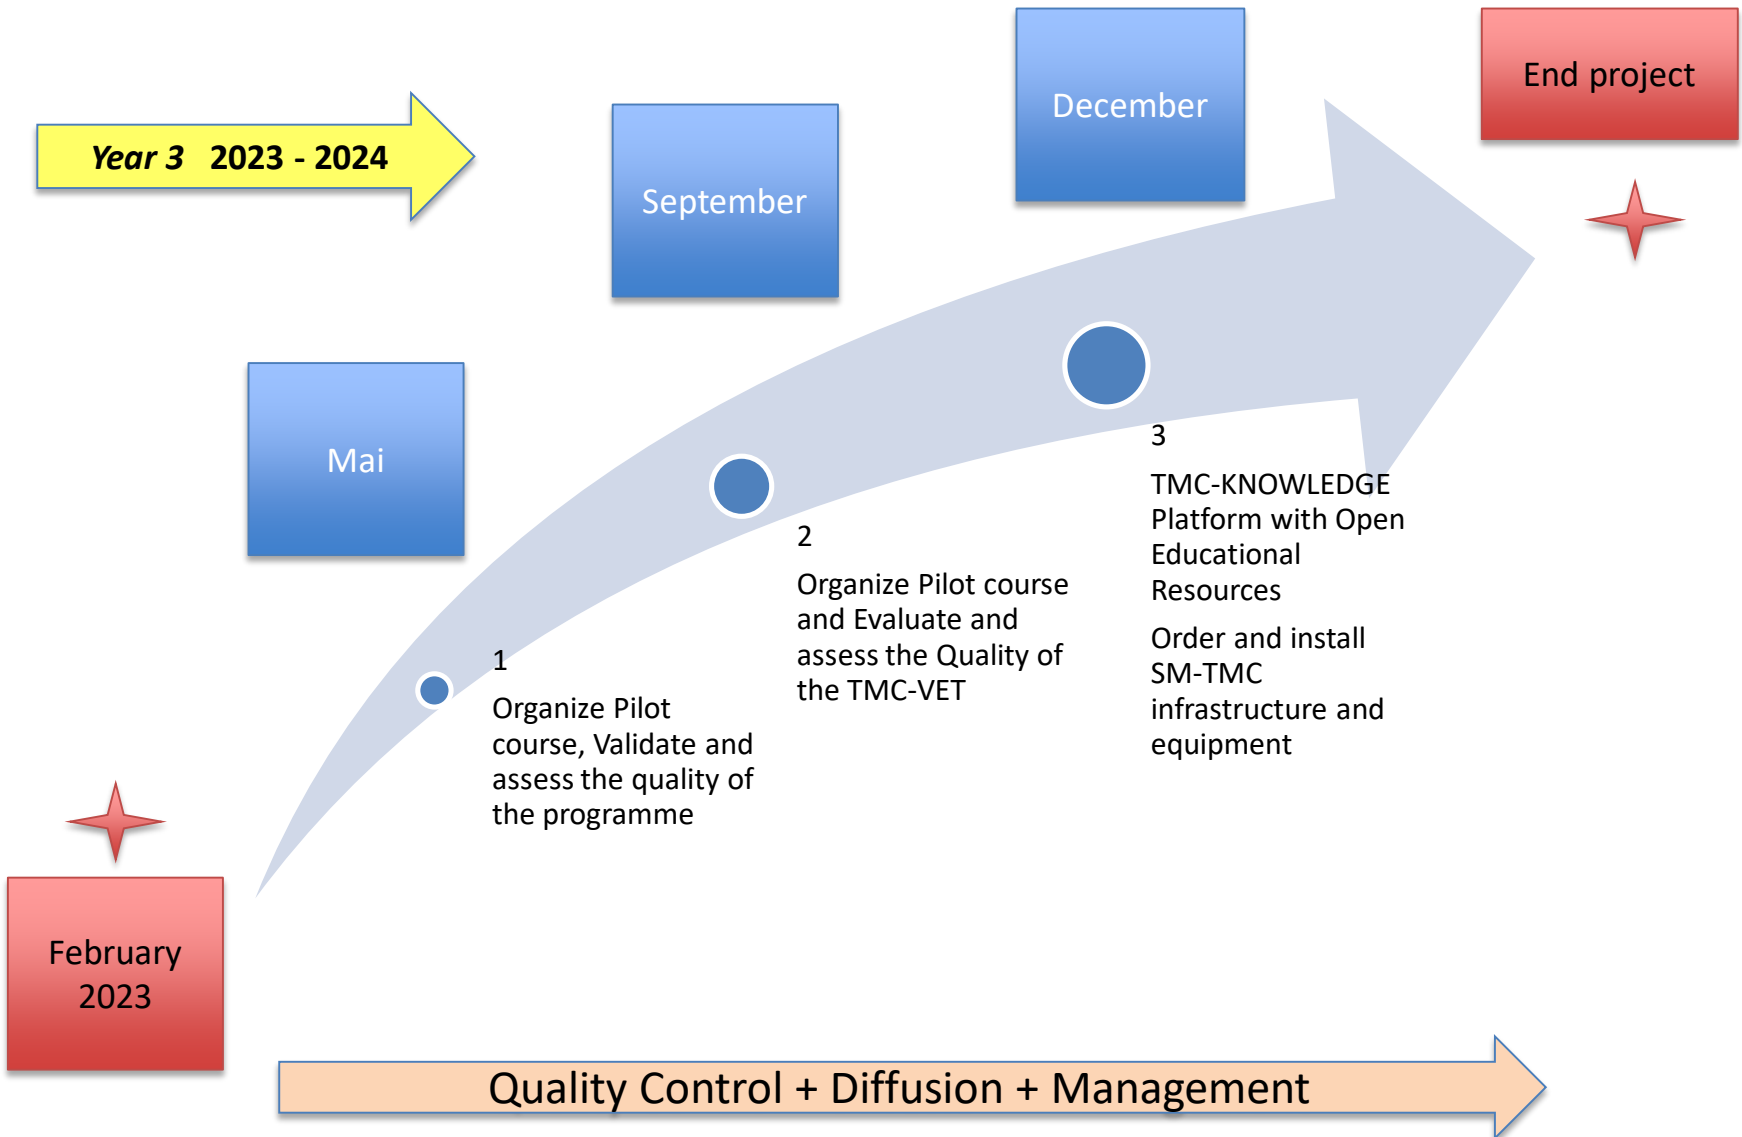 Year 3 2023 - 2024
Mai
September
December
End project
1
Organize Pilot
course, Validate and
assess the quality of
the programme
2
Organize Pilot course
and Evaluate and
assess the Quality of
the TMC-VET
3
TMC-KNOWLEDGE
Platform with Open
Educational
Resources
Order and install
SM-TMC
infrastructure and
equipment
February
2023
Quality Control + Diffusion + Management